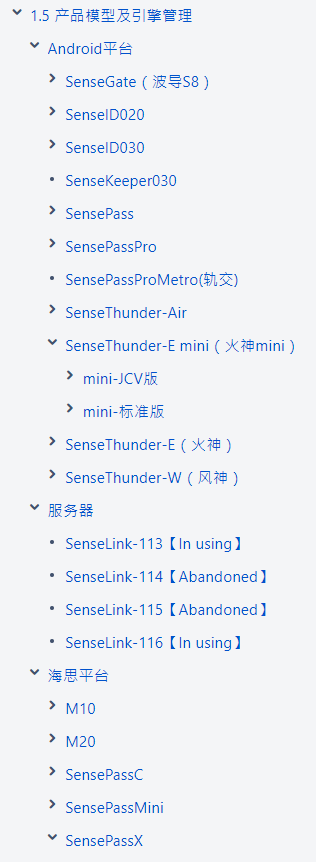 1.5 产品模型及引擎管理
Android平台
SenseGate（波导S8）
SenseID020
SenseID030
SenseKeeper030
SensePass
SensePassPro
SensePassProMetro(轨交)
SenseThunder-Air
SenseThunder-E mini（火神mini）
mini-JCV版
mini-标准版
SenseThunder-E（火神）
SenseThunder-W（风神）
服务器
SenseLink-113【In using】
SenseLink-114【Abandoned】
SenseLink-115【Abandoned】
SenseLink-116【In using】
海思平台
M10
M20
SensePassC
SensePassMini
SensePassX